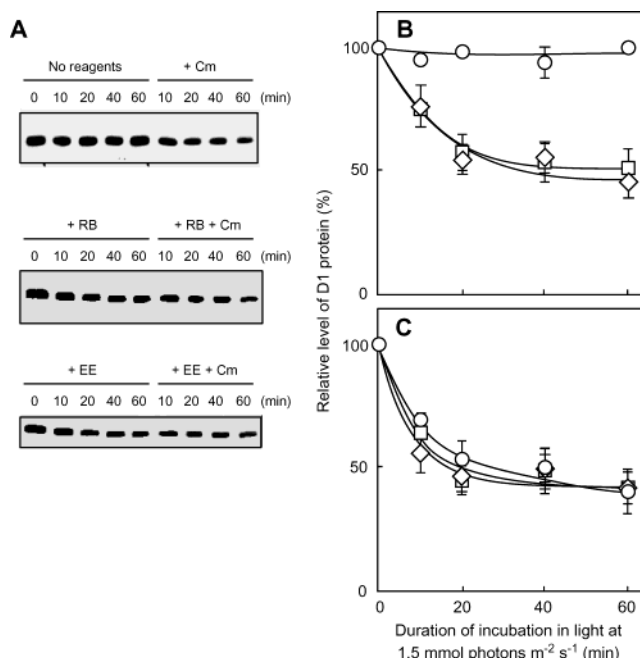 A
No reagents + Cm
0 10 20 40 60 10 20 40 60 (min)
+ RB + RB + Cm
0 10 20 40 60 10 20 40 60 (min)
+ EE + EE + Cm
0 10 20 40 60 10 20 40 60 (min)
Relative level of D1 protein (%)
B
100
50
0
C
100
50
0
0 20 40 60
Duration of incubation in light at
1.5 mmol photons m⁻² s⁻¹ (min)